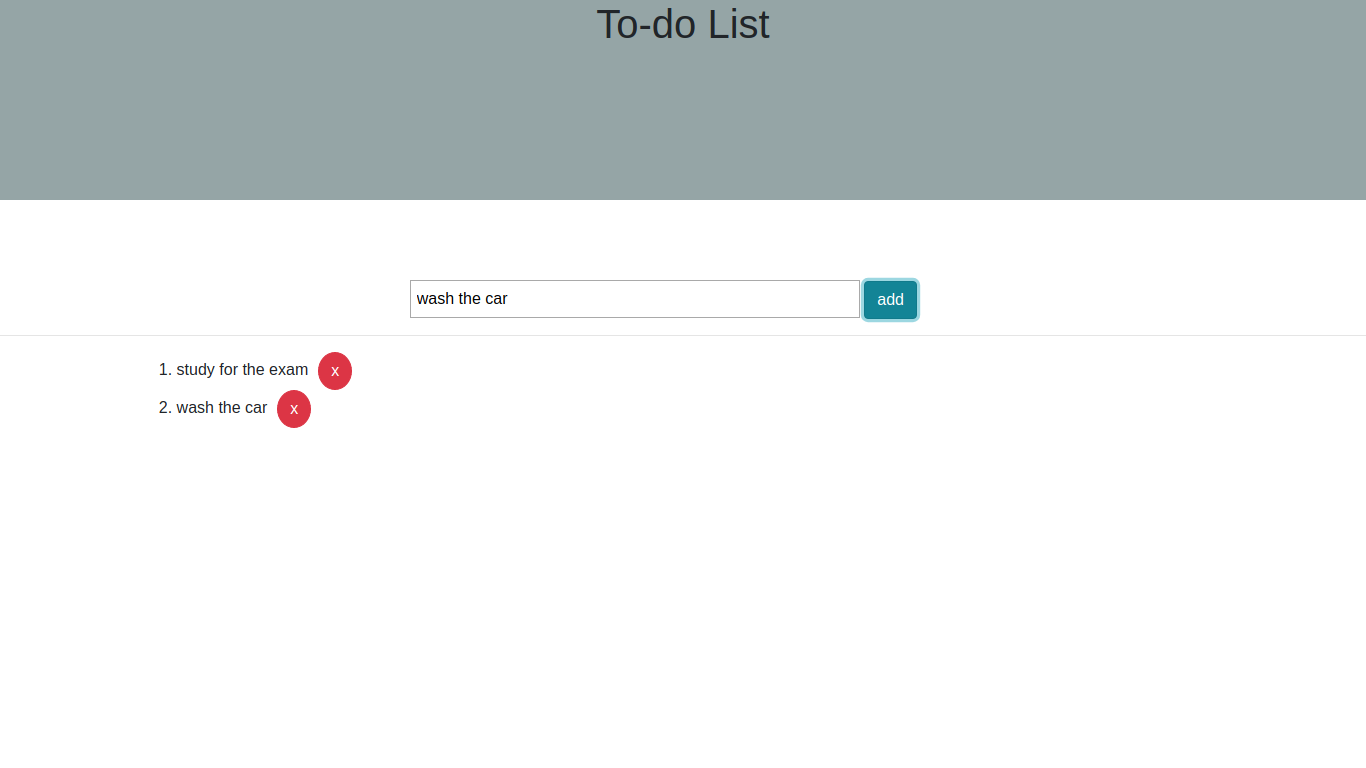 To-do List
wash the car add
1. study for the exam x
2. wash the car x